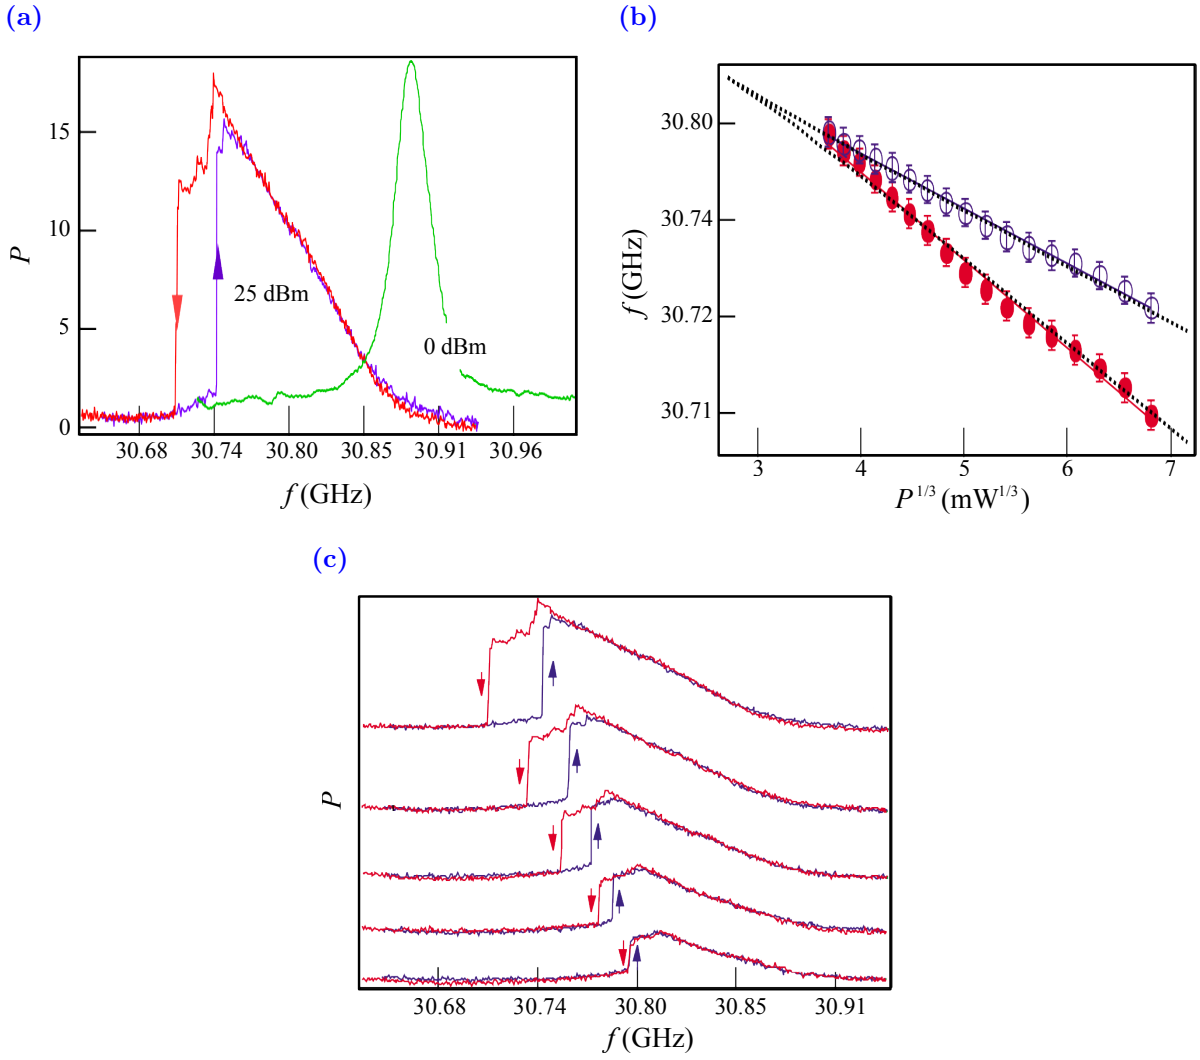 (a)
P
15
10
5
0
25 dBm
0 dBm
30.68 30.74 30.80 30.85 30.91 30.96
f (GHz)
(b)
f (GHz)
30.80
30.74
30.72
30.71
3 4 5 6 7
P 1/3 (mW1/3)
(c)
P
30.68 30.74 30.80 30.85 30.91
f (GHz)